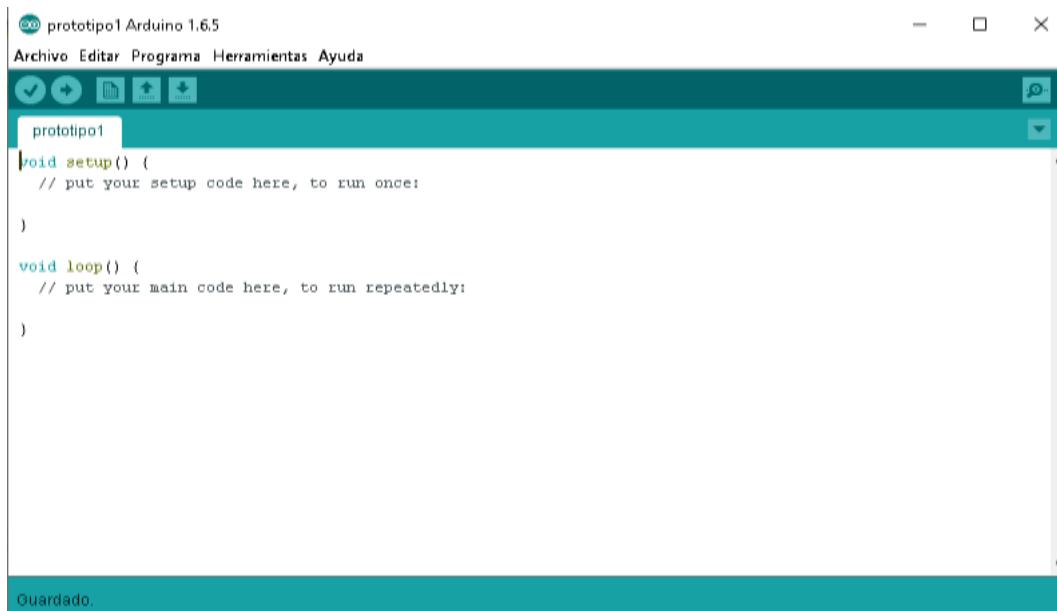 prototipo1 Arduino 1.6.5
Archivo Editar Programa Herramientas Ayuda
prototipo1
void setup() {
// put your setup code here, to run once:
}
void loop() {
// put your main code here, to run repeatedly:
}
Guardado.